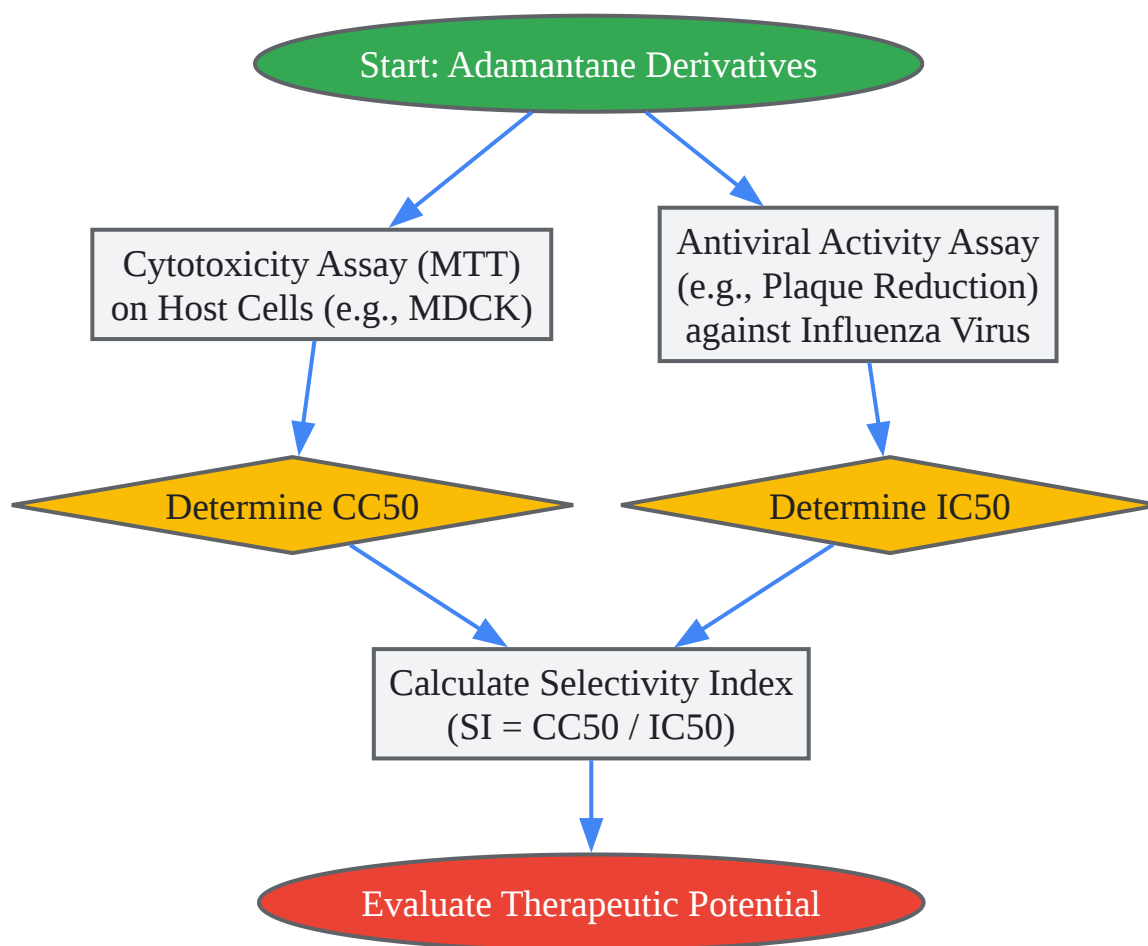 Start: Adamantane Derivatives
Cytotoxicity Assay (MTT)
on Host Cells (e.g., MDCK)
Antiviral Activity Assay
(e.g., Plaque Reduction)
against Influenza Virus
Determine CC50
Determine IC50
Calculate Selectivity Index
(SI = CC50 / IC50)
Evaluate Therapeutic Potential